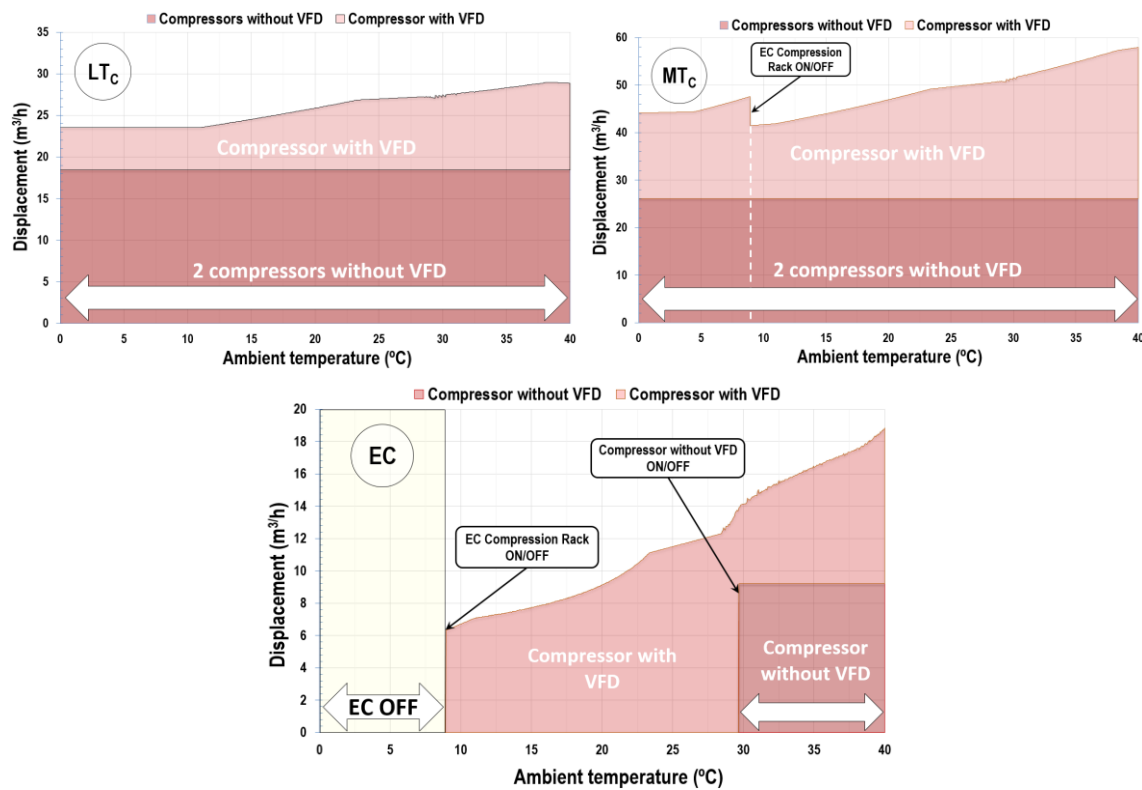 Compressors without VFD Compressor with VFD
35
30
25
20
15
10
5
0
Displacement (m³/h)
LTC
Compressor with VFD
2 compressors without VFD
0 5 10 15 20 25 30 35 40
Ambient temperature (ºC)
Compressors without VFD Compressor with VFD
60
50
40
30
20
10
0
Displacement (m³/h)
MTC
EC Compression
Rack ON/OFF
Compressor with VFD
2 compressors without VFD
0 5 10 15 20 25 30 35 40
Ambient temperature (ºC)
Compressor without VFD Compressor with VFD
20
18
16
14
12
10
8
6
4
2
0
Displacement (m³/h)
EC
Compressor without VFD
ON/OFF
EC Compression Rack
ON/OFF
Compressor with
VFD
Compressor
without VFD
EC OFF
0 5 10 15 20 25 30 35 40
Ambient temperature (ºC)